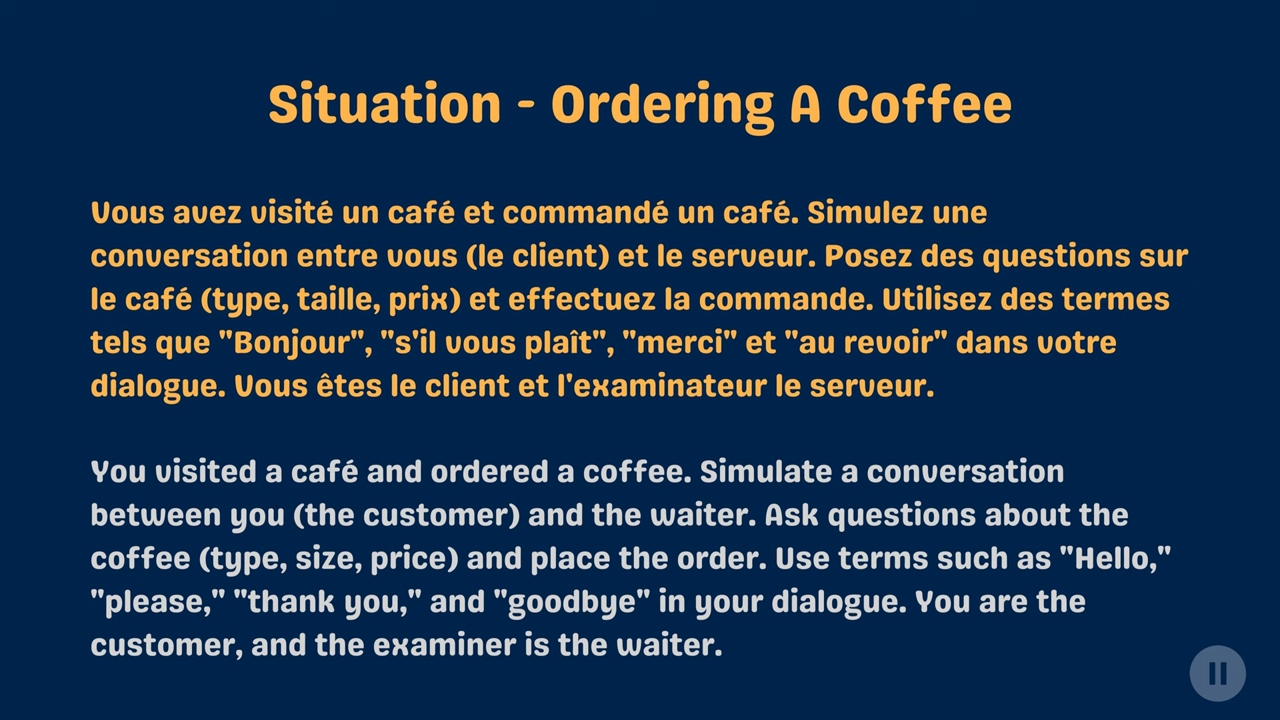 Situation - Ordering A Coffee
Vous avez visité un café et commandé un café. Simulez une
conversation entre vous (le client) et le serveur. Posez des questions sur
le café (type, taille, prix) et effectuez la commande. Utilisez des termes
tels que "Bonjour", "s'il vous plaît", "merci" et "au revoir" dans votre
dialogue. Vous êtes le client et l'examinateur le serveur.
You visited a café and ordered a coffee. Simulate a conversation
between you (the customer) and the waiter. Ask questions about the
coffee (type, size, price) and place the order. Use terms such as "Hello,"
"please," "thank you," and "goodbye" in your dialogue. You are the
customer, and the examiner is the waiter.